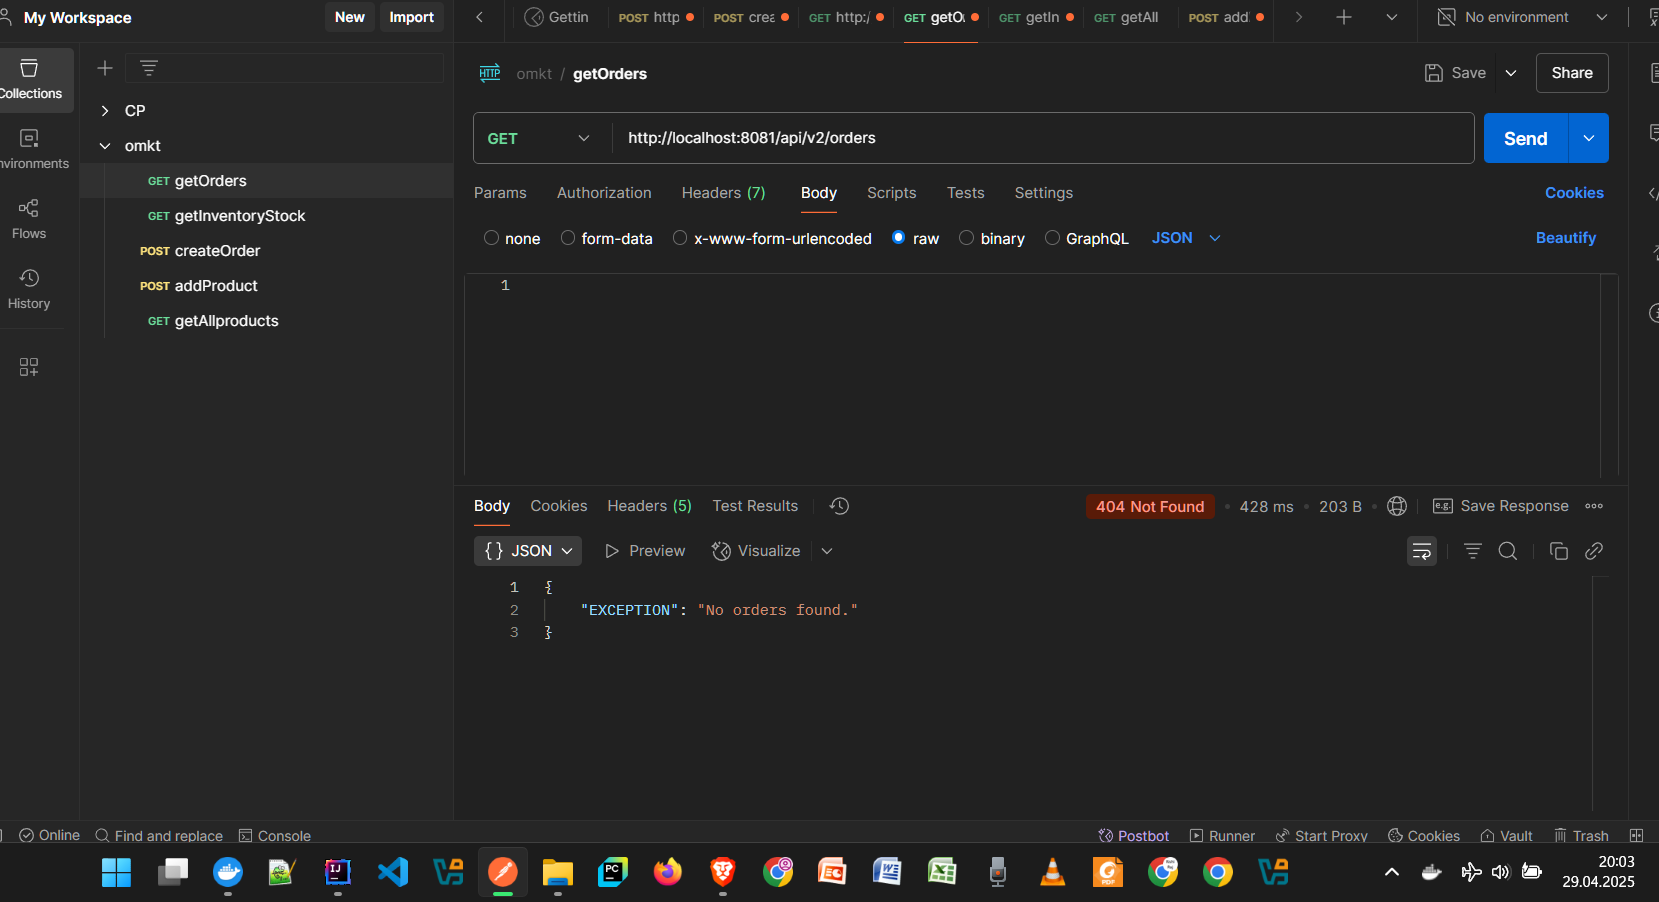 My Workspace
New
Import
Gettin
POST http
POST crea
GET http:/
GET getO
GET getIn
GET getAll
POST add
No environment
Collections
nvironments
Flows
History
CP
omkt
GET getOrders
GET getInventoryStock
POST createOrder
POST addProduct
GET getAllproducts
HTTP omkt / getOrders
Save
Share
GET
http://localhost:8081/api/v2/orders
Send
Params
Authorization
Headers (7)
Body
Scripts
Tests
Settings
Cookies
none
form-data
x-www-form-urlencoded
raw
binary
GraphQL
JSON
Beautify
1
Body
Cookies
Headers (5)
Test Results
404 Not Found
428 ms
203 B
e.g. Save Response
{} JSON
Preview
Visualize
1 {
2 "EXCEPTION": "No orders found."
3 }
Online
Find and replace
Console
Postbot
Runner
Start Proxy
Cookies
Vault
Trash
IJ
PC
PDF
20:03
29.04.2025